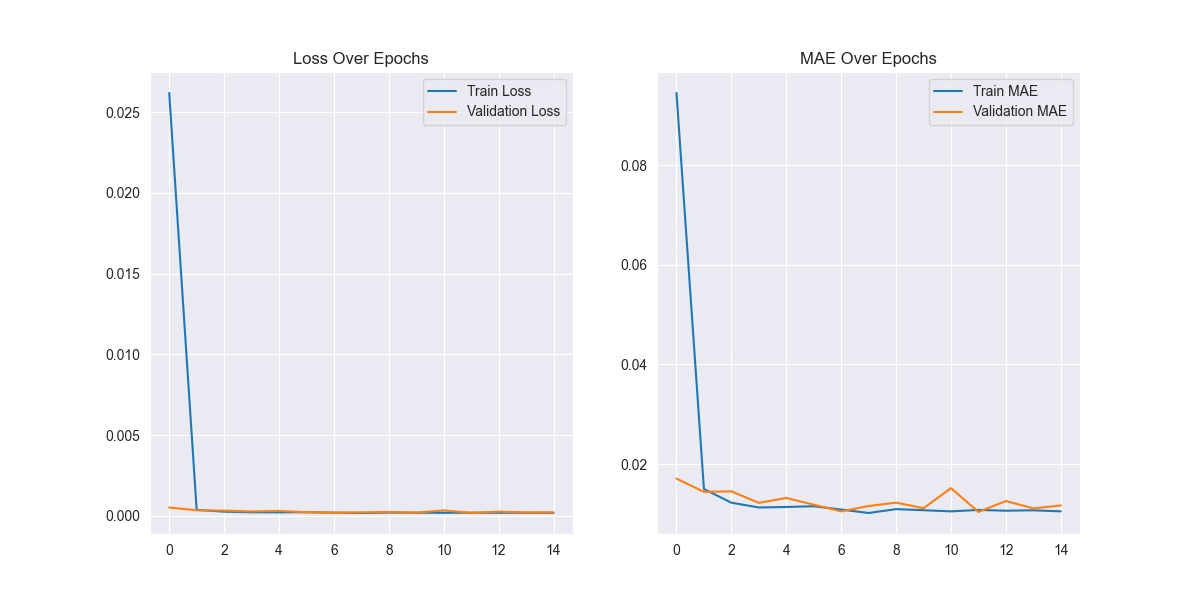 Loss Over Epochs
Train Loss
Validation Loss
0.025
0.020
0.015
0.010
0.005
0.000
0 2 4 6 8 10 12 14
MAE Over Epochs
Train MAE
Validation MAE
0.08
0.06
0.04
0.02
0 2 4 6 8 10 12 14